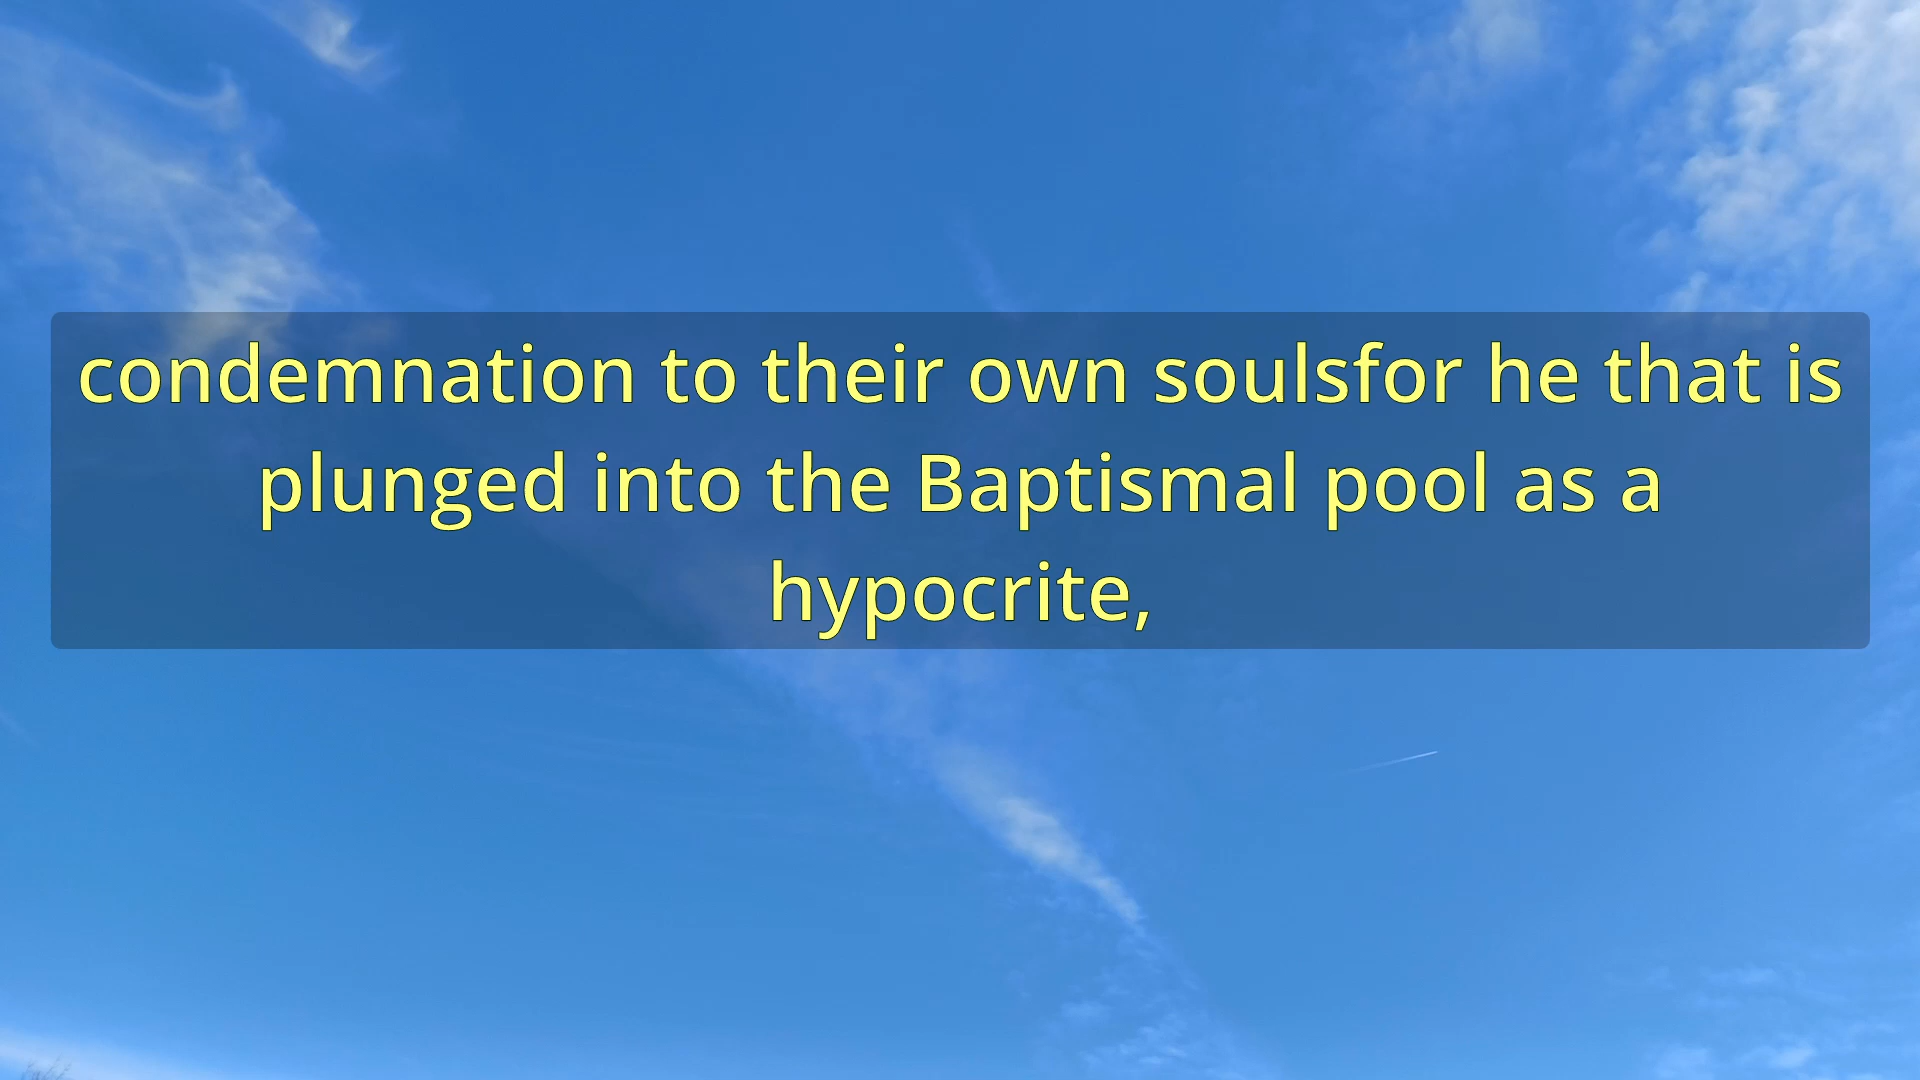 condemnation to their own soulsfor he that is
plunged into the Baptismal pool as a
hypocrite,